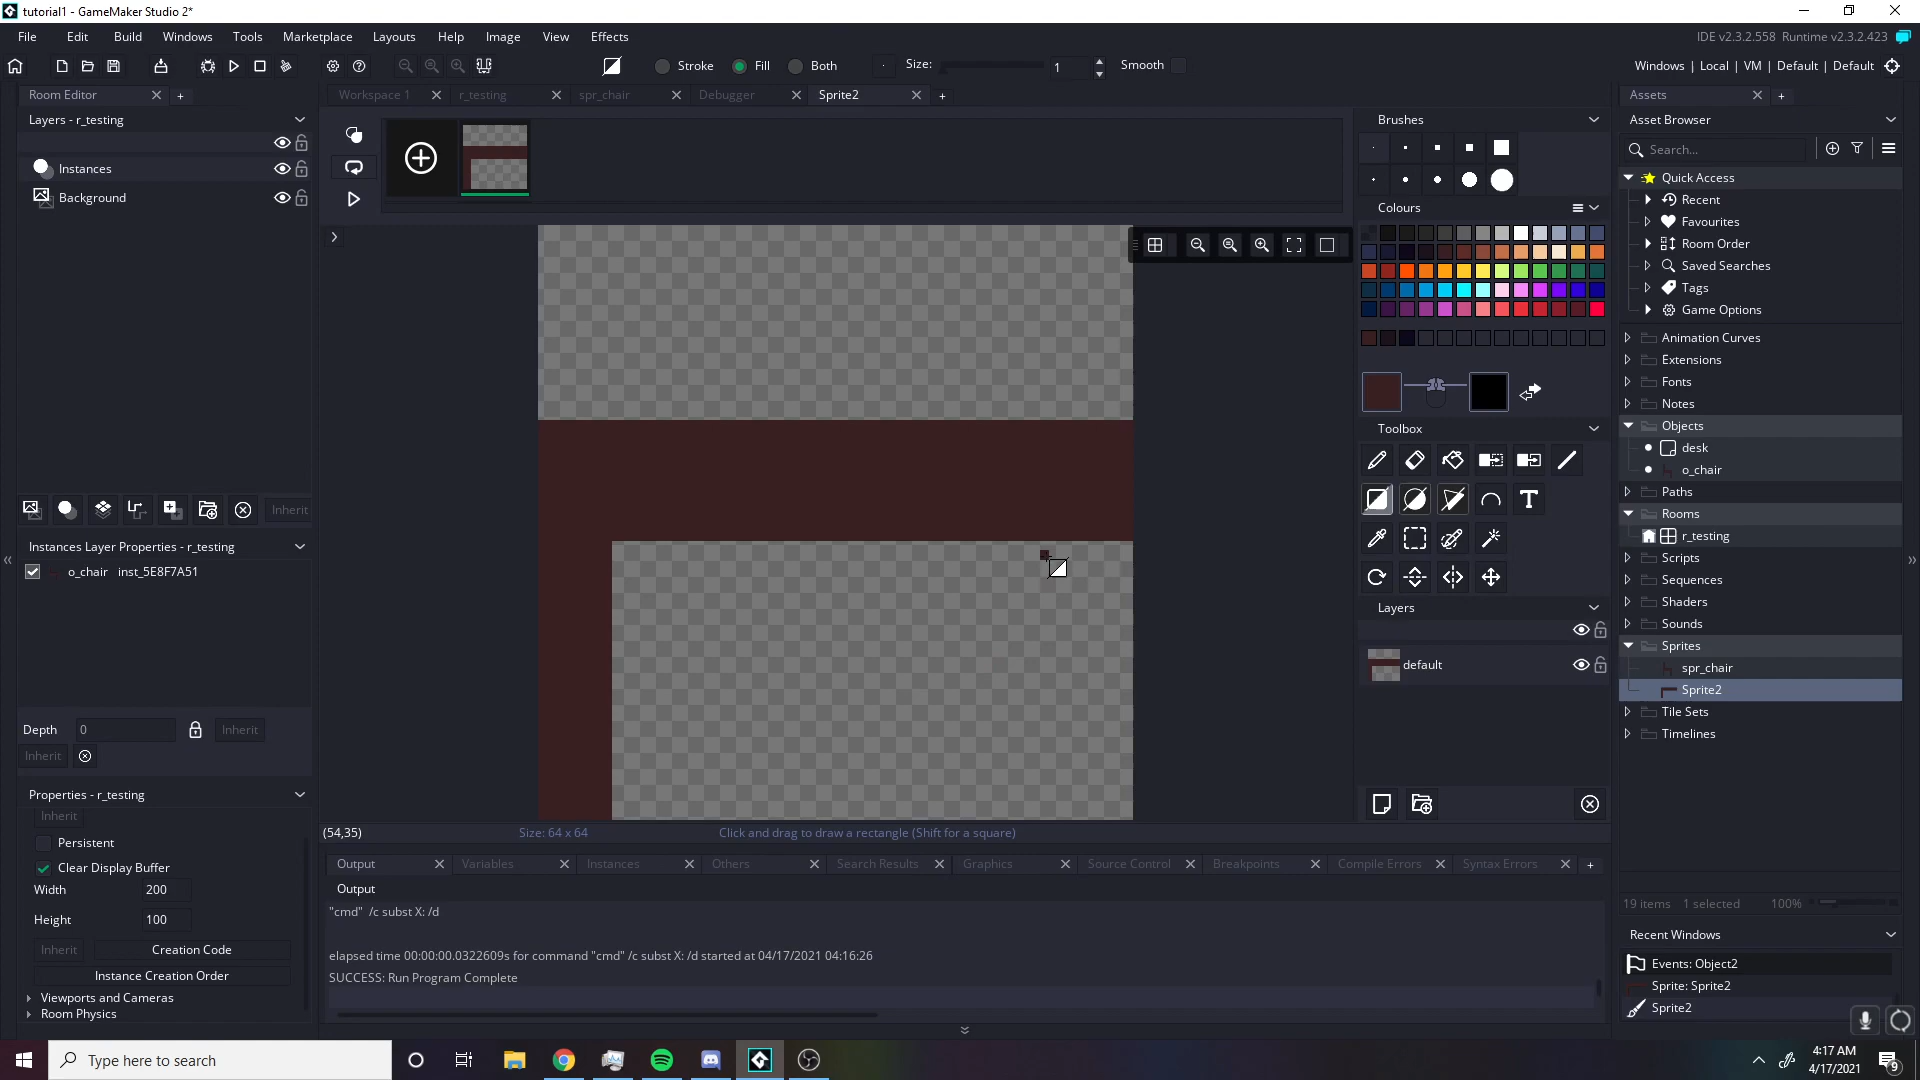 tutorial1 - GameMaker Studio 2*
File Edit Build Windows Tools Marketplace Layouts Help Image View Effects
IDE v2.3.2.558 Runtime v2.3.2.423
Stroke Fill Both Size: 1 Smooth
Windows | Local | VM | Default | Default
Room Editor
Workspace 1 r_testing spr_chair Debugger Sprite2
Assets
Layers - r_testing
Brushes
Asset Browser
Search...
Instances
Background
Colours
Quick Access
Recent
Favourites
Room Order
Saved Searches
Tags
Game Options
Animation Curves
Extensions
Fonts
Notes
Toolbox
Objects
desk
o_chair
Paths
Rooms
r_testing
Scripts
Sequences
Shaders
Sounds
Sprites
spr_chair
Sprite2
Tile Sets
Timelines
Inherit
Instances Layer Properties - r_testing
o_chair inst_5E8F7A51
Layers
default
Depth 0 Inherit
Inherit
Properties - r_testing
Inherit
Persistent
Clear Display Buffer
Width 200
Height 100
Inherit Creation Code
Instance Creation Order
Viewports and Cameras
Room Physics
(54,35) Size: 64 x 64 Click and drag to draw a rectangle (Shift for a square)
Output Variables Instances Others Search Results Graphics Source Control Breakpoints Compile Errors Syntax Errors
Output
"cmd" /c subst X: /d
elapsed time 00:00:00.0322609s for command "cmd" /c subst X: /d started at 04/17/2021 04:16:26
SUCCESS: Run Program Complete
19 items 1 selected 100%
Recent Windows
Events: Object2
Sprite: Sprite2
Sprite2
Type here to search
4:17 AM
4/17/2021
9